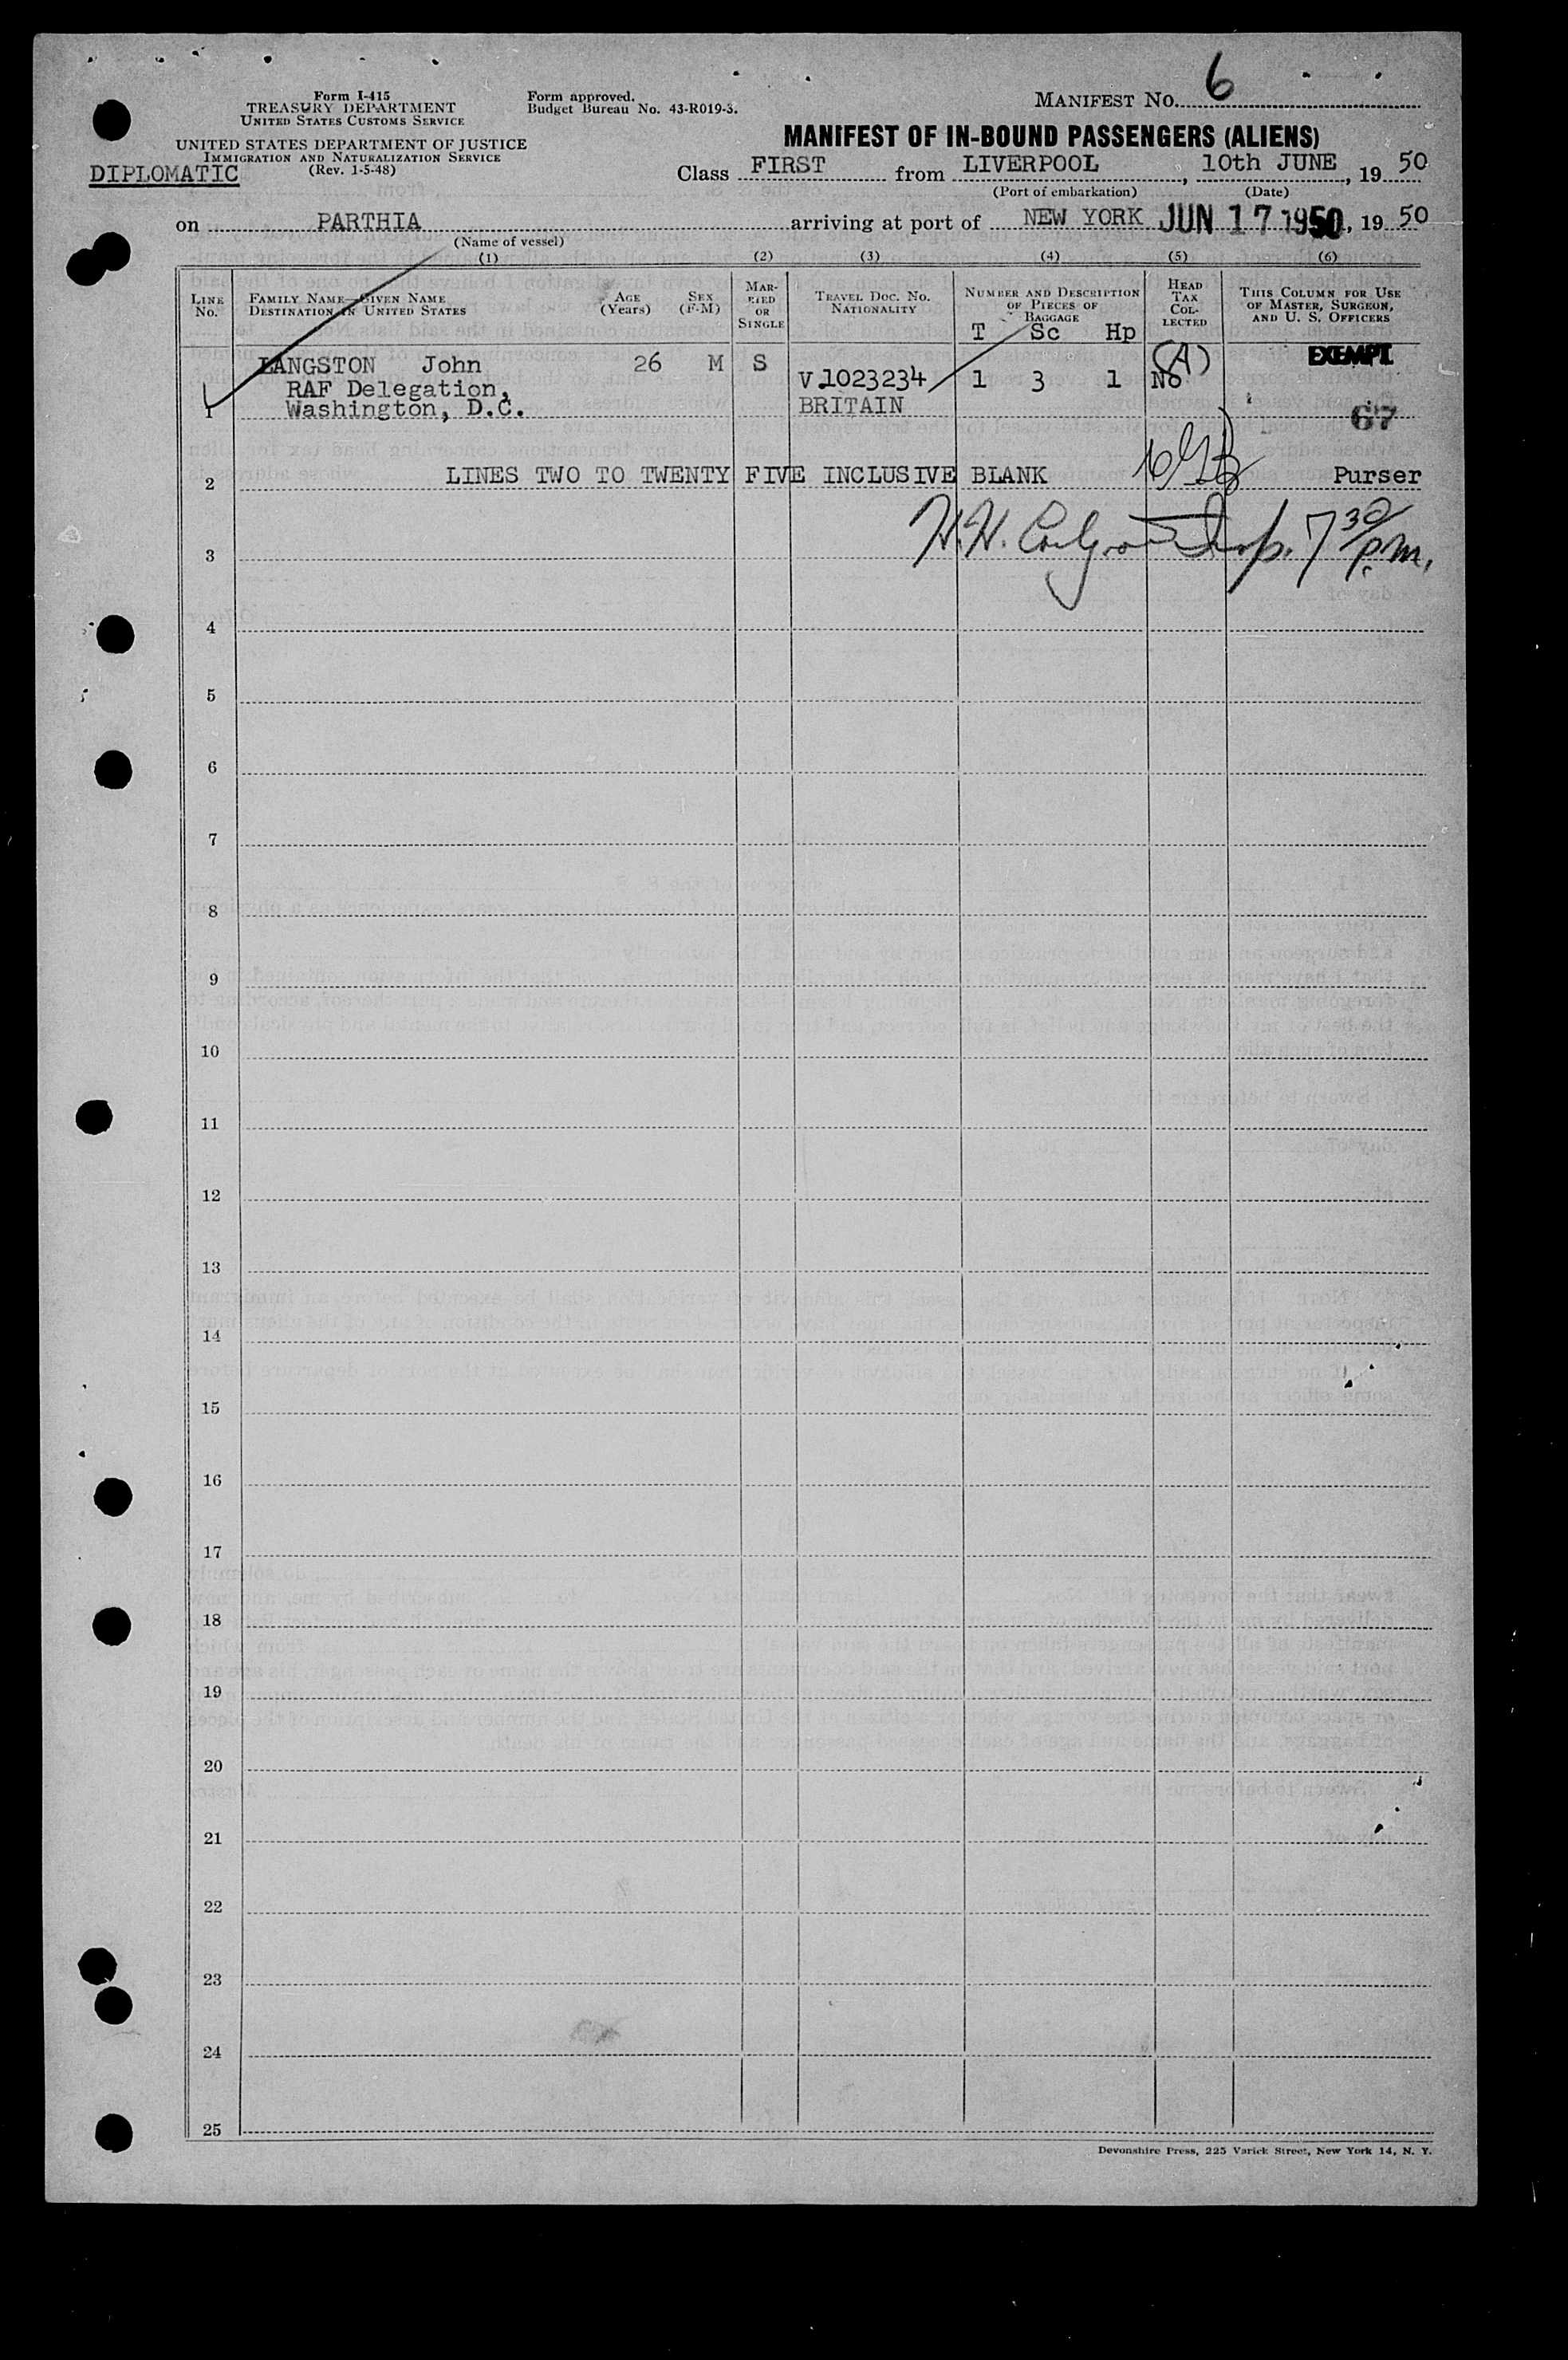 Form I-415
TREASURY DEPARTMENT
UNITED STATES CUSTOMS SERVICE
UNITED STATES DEPARTMENT OF JUSTICE
IMMIGRATION AND NATURALIZATION SERVICE
(Rev. 1-5-48)
DIPLOMATIC
Form approved.
Budget Bureau No. 43-R019-3.
MANIFEST No. 6
MANIFEST OF IN-BOUND PASSENGERS (ALIENS)
Class FIRST from LIVERPOOL, 10th JUNE, 19 50
(Port of embarkation) (Date)
on PARTHIA arriving at port of NEW YORK JUN 17 1950, 19 50
(Name of vessel)
(1) (2) (3) (4) (5) (6)
LINE No.
FAMILY NAME—GIVEN NAME
DESTINATION IN UNITED STATES
AGE (Years)
SEX (F-M)
MARRIED OR SINGLE
TRAVEL DOC. No.
NATIONALITY
NUMBER AND DESCRIPTION OF PIECES OF BAGGAGE
T Sc Hp
HEAD TAX COLLECTED
THIS COLUMN FOR USE OF MASTER, SURGEON, AND U. S. OFFICERS
LANGSTON John 26 M S (A) EXEMPT
RAF Delegation, V.1023234 1 3 1 No
1 Washington, D.C. BRITAIN 67
2 LINES TWO TO TWENTY FIVE INCLUSIVE BLANK Purser
3 H.H. 7 30 p.m.
4
5
6
7
8
9
10
11
12
13
14
15
16
17
18
19
20
21
22
23
24
25
Devonshire Press, 225 Varick Street, New York 14, N. Y.